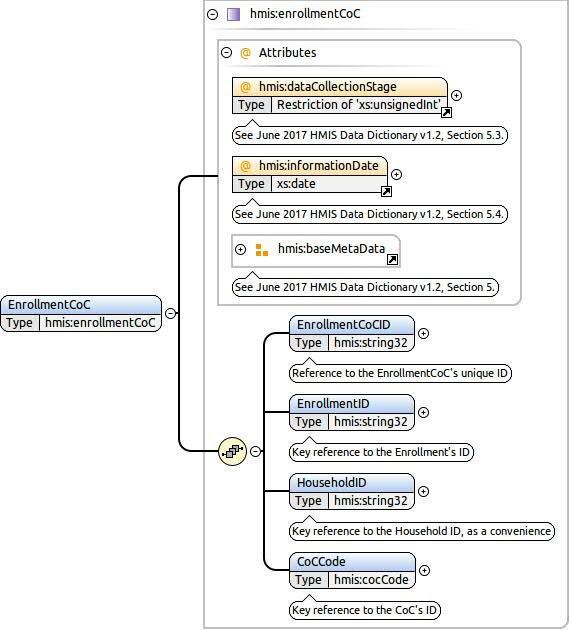 hmis:enrollmentCoC
@ Attributes
@ hmis:dataCollectionStage
Type Restriction of 'xs:unsignedInt'
See June 2017 HMIS Data Dictionary v1.2, Section 5.3.
@ hmis:informationDate
Type xs:date
See June 2017 HMIS Data Dictionary v1.2, Section 5.4.
hmis:baseMetaData
See June 2017 HMIS Data Dictionary v1.2, Section 5.
EnrollmentCoC
Type hmis:enrollmentCoC
EnrollmentCoCID
Type hmis:string32
Reference to the EnrollmentCoC's unique ID
EnrollmentID
Type hmis:string32
Key reference to the Enrollment's ID
HouseholdID
Type hmis:string32
Key reference to the Household ID, as a convenience
CoCCode
Type hmis:cocCode
Key reference to the CoC's ID